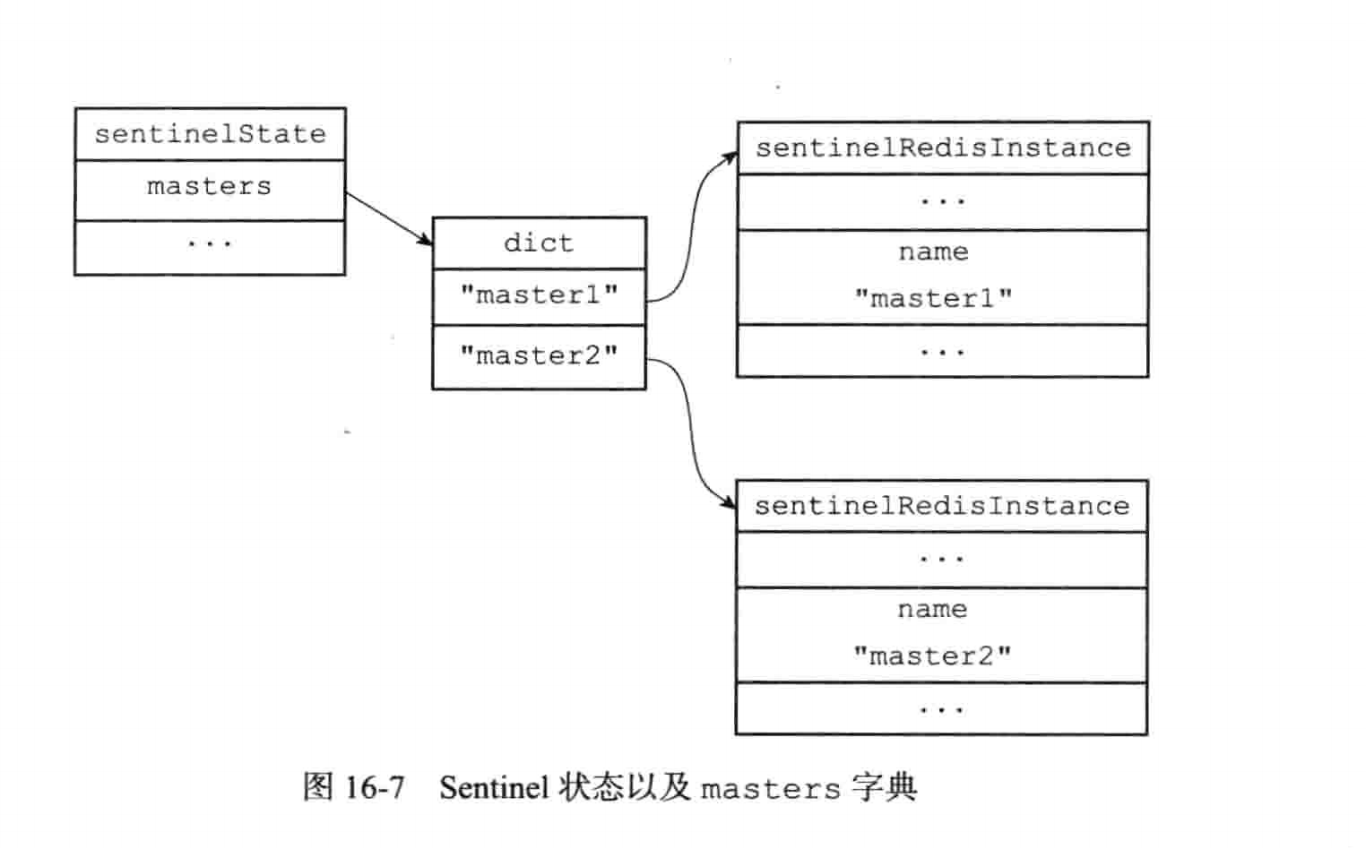 sentinelState
masters
...
dict
"master1"
"master2"
sentinelRedisInstance
...
name
"master1"
...
sentinelRedisInstance
...
name
"master2"
...
图 16-7 Sentinel 状态以及 masters 字典